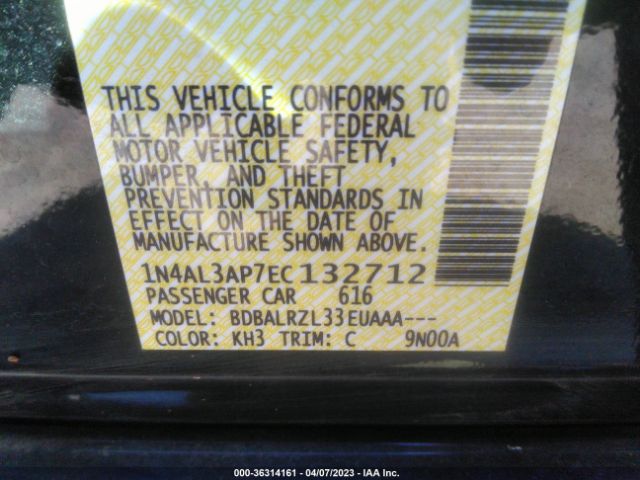 THIS VEHICLE CONFORMS TO
ALL APPLICABLE FEDERAL
MOTOR VEHICLE SAFETY,
BUMPER, AND THEFT
PREVENTION STANDARDS IN
EFFECT ON THE DATE OF
MANUFACTURE SHOWN ABOVE.
1N4AL3AP7EC132712
PASSENGER CAR 616
MODEL: BDBALRZL33EUAAA---
COLOR: KH3 TRIM: C 9N00A
000-36314161 - 04/07/2023 - IAA Inc.